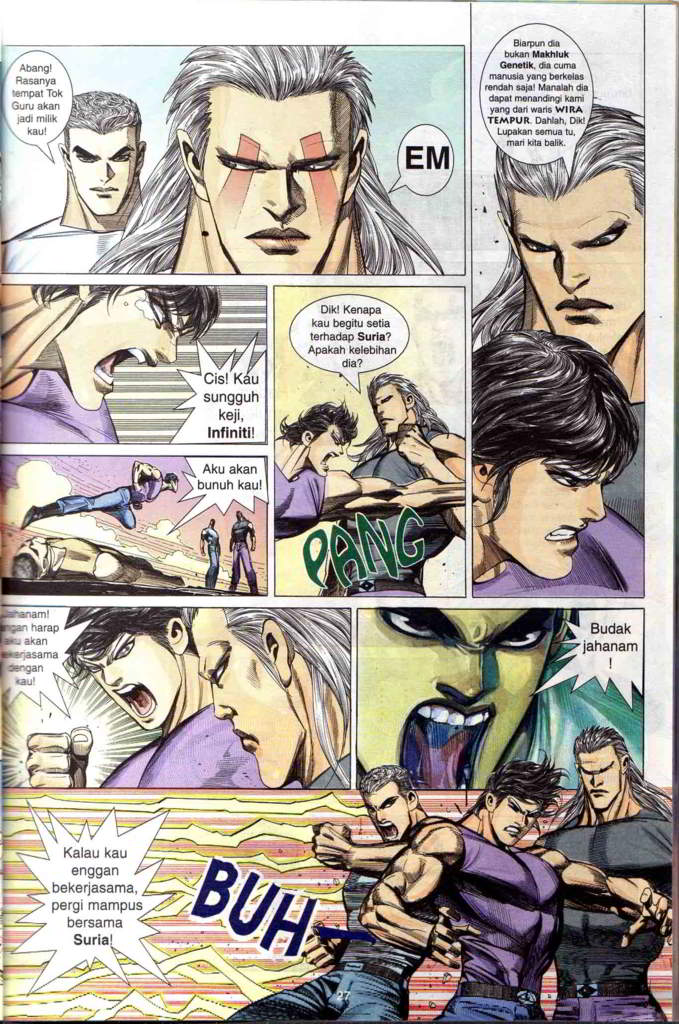 Abang!
Rasanya
tempat Tok
Guru akan
jadi milik
kau!
EM
Biarpun dia
bukan Makhluk
Genetik, dia cuma
manusia yang berkelas
rendah saja! Manalah dia
dapat menandingi kami
yang dari waris WIRA
TEMPUR. Dahlah, Dik!
Lupakan semua tu,
mari kita balik.
Cis! Kau
sungguh
keji,
Infiniti!
Aku akan
bunuh kau!
Dik! Kenapa
kau begitu setia
terhadap Suria?
Apakah kelebihan
dia?
PANG
Jahanam!
harap
aku akan
bekerjasama
dengan
kau!
Budak
jahanam
!
Kalau kau
enggan
bekerjasama,
pergi mampus
bersama
Suria!
BUH
27